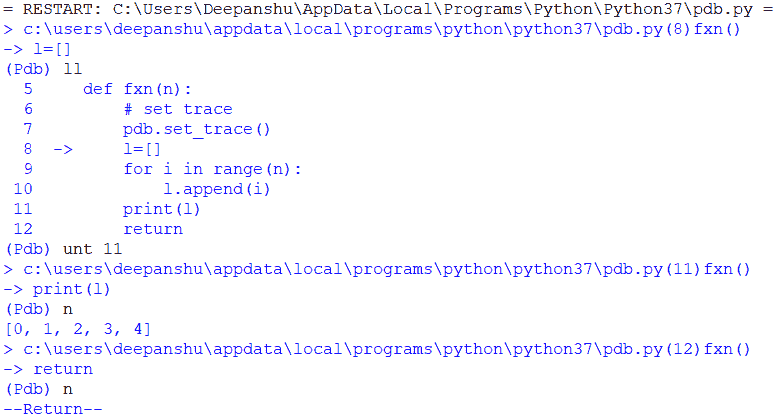 = RESTART: C:\Users\Deepanshu\AppData\Local\Programs\Python\Python37\pdb.py =
> c:\users\deepanshu\appdata\local\programs\python\python37\pdb.py(8)fxn()
-> l=[]
(Pdb) ll
  5     def fxn(n):
  6         # set trace
  7         pdb.set_trace()
  8  ->     l=[]
  9         for i in range(n):
 10             l.append(i)
 11         print(l)
 12         return
(Pdb) unt 11
> c:\users\deepanshu\appdata\local\programs\python\python37\pdb.py(11)fxn()
-> print(l)
(Pdb) n
[0, 1, 2, 3, 4]
> c:\users\deepanshu\appdata\local\programs\python\python37\pdb.py(12)fxn()
-> return
(Pdb) n
--Return--